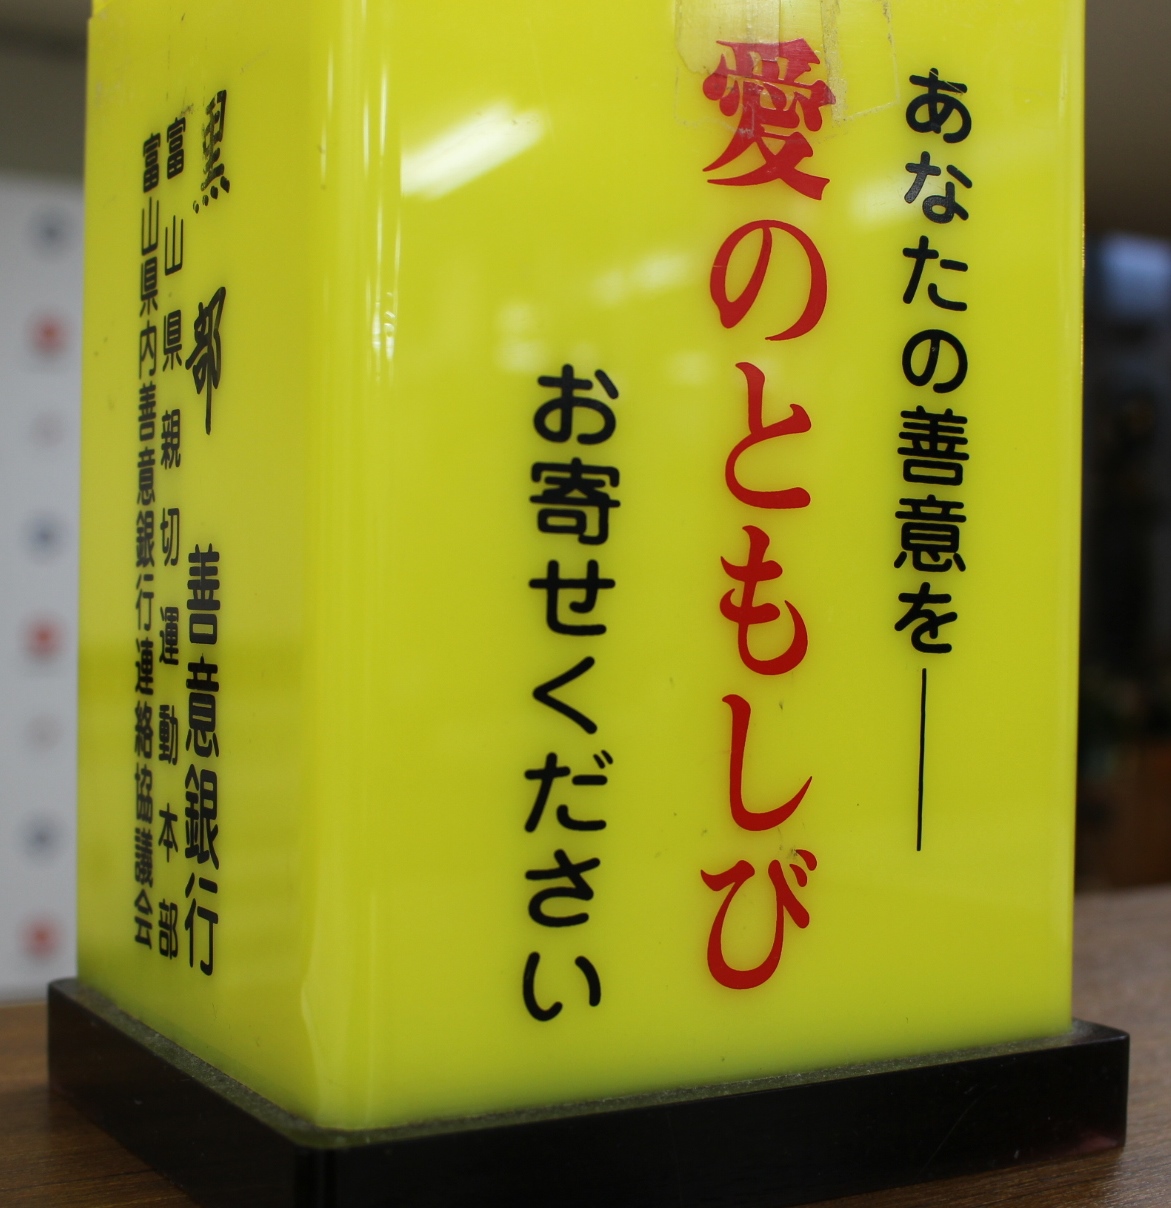 あなたの善意を――
愛のともしび
お寄せください
黒部善意銀行
富山県親切運動本部
富山県内善意銀行連絡協議会